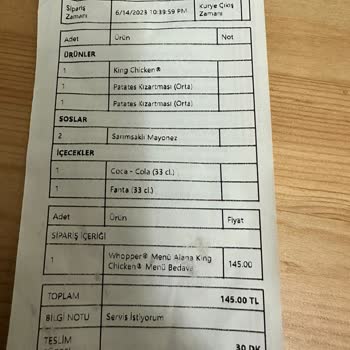 Sipariş Zamanı 6/14/2023 10:39:59 PM Kurye Çıkış Zamanı
Adet Ürün Not
ÜRÜNLER
1 King Chicken®
1 Patates Kızartması (Orta)
1 Patates Kızartması (Orta)
SOSLAR
2 Sarımsaklı Mayonez
İÇECEKLER
1 Coca - Cola (33 cl.)
1 Fanta (33 cl.)
Adet Ürün Fiyat
SİPARİŞ İÇERİĞİ
1 Whopper® Menü Alana King Chicken® Menü Bedava 145.00
TOPLAM 145.00 TL
BİLGİ NOTU Servis İstiyorum
TESLİM
30 DK